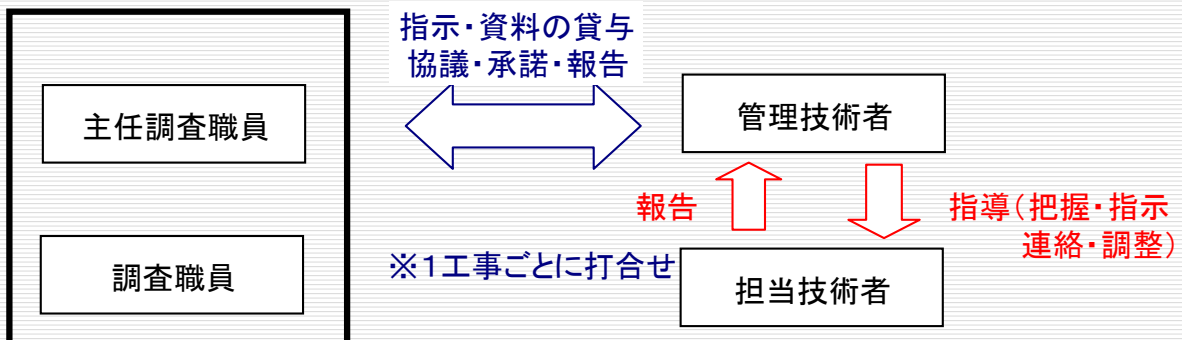 指示・資料の貸与
協議・承諾・報告
主任調査職員
管理技術者
報告
指導(把握・指示
連絡・調整)
※1工事ごとに打合せ
調査職員
担当技術者